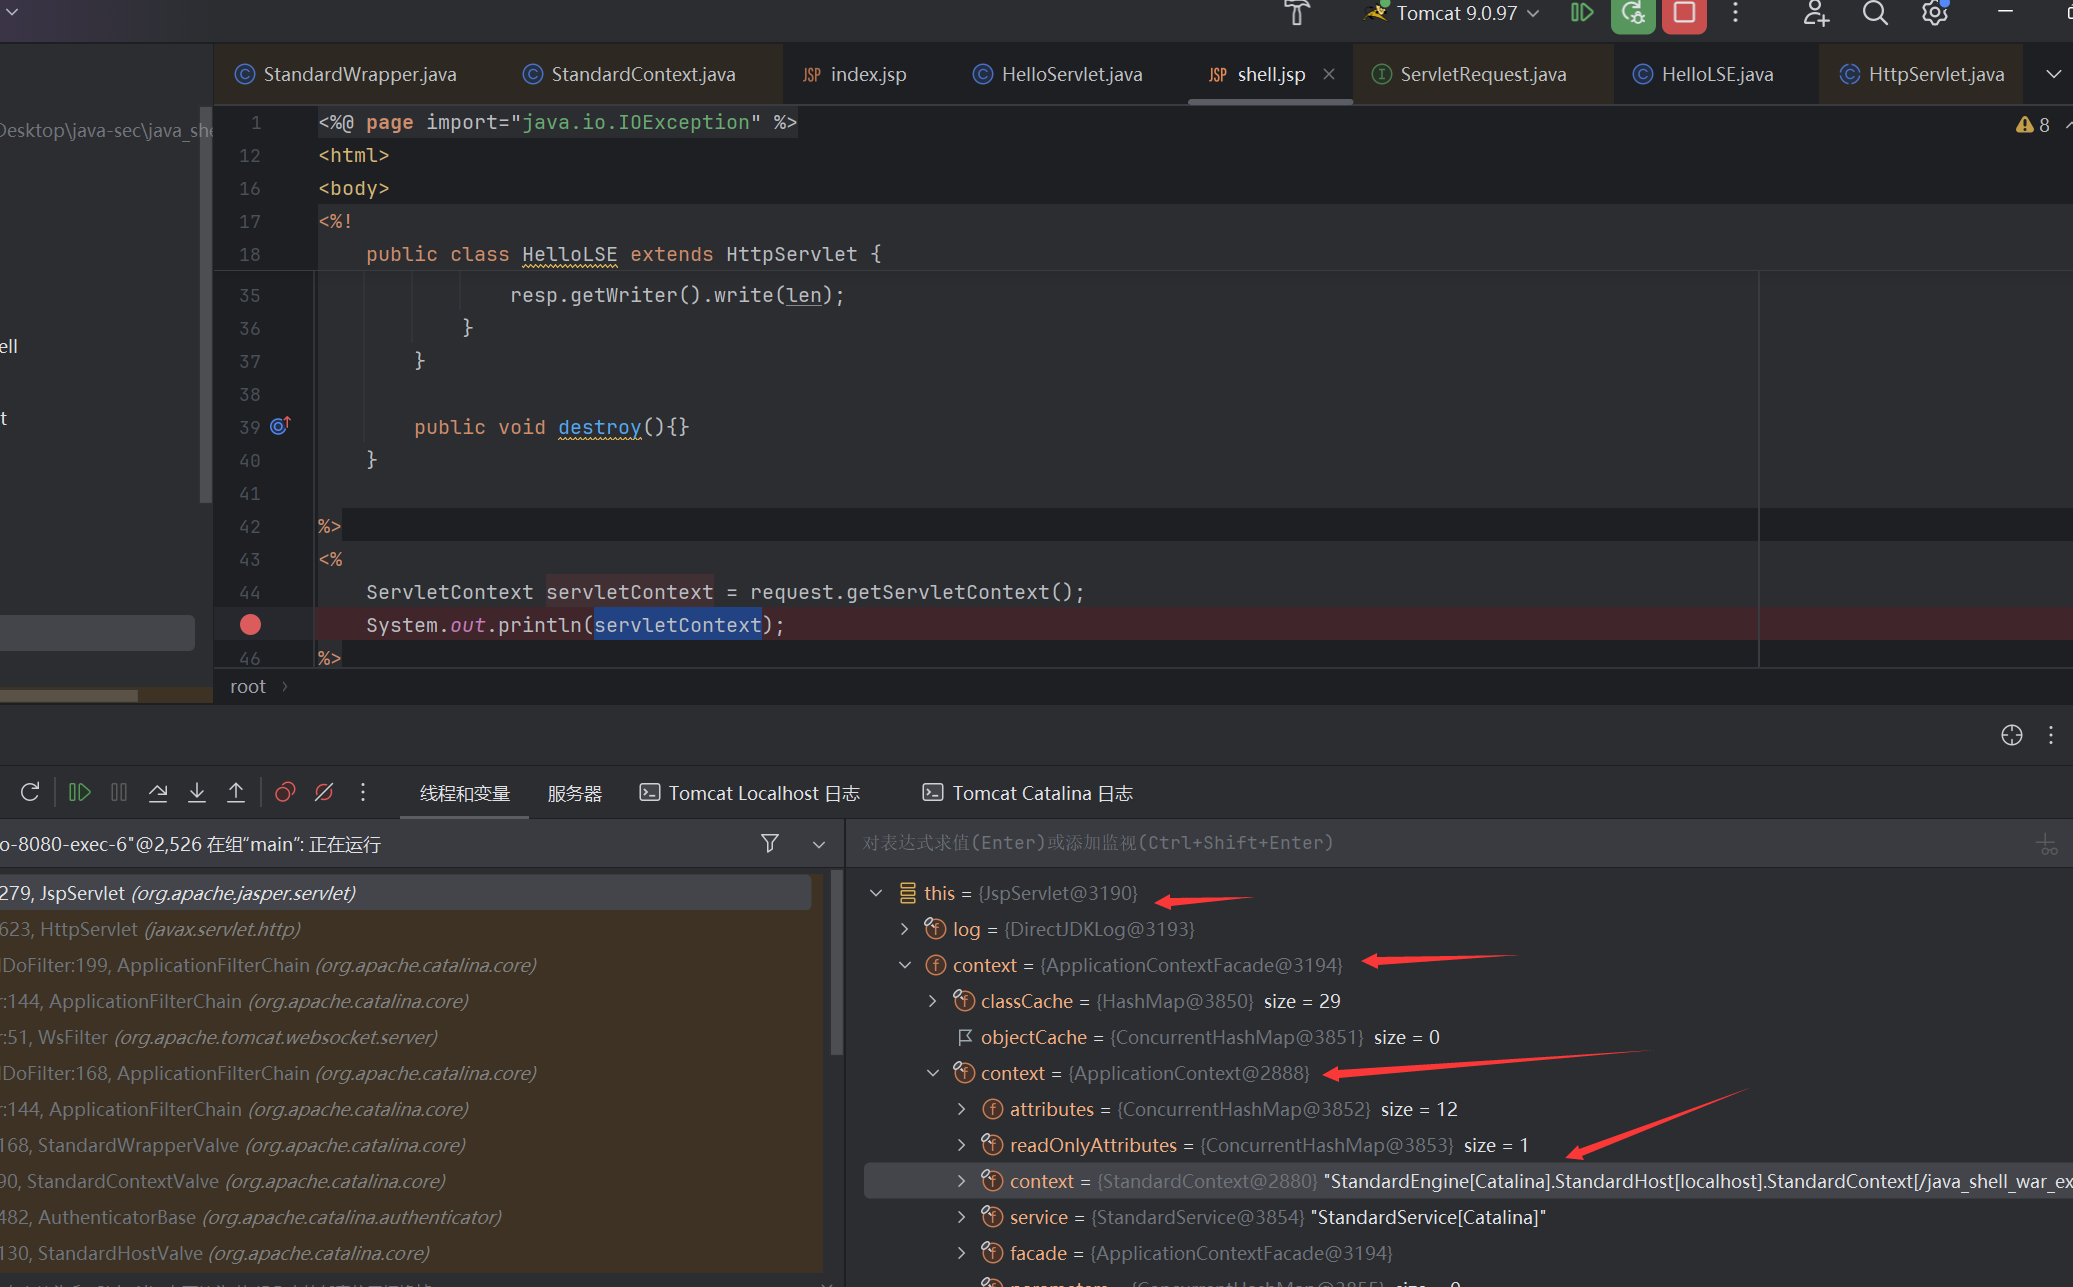 Tomcat 9.0.97
StandardWrapper.java StandardContext.java index.jsp HelloServlet.java shell.jsp ServletRequest.java HelloLSE.java HttpServlet.java
Desktop\java-sec\java_she
ell
t
8
1 <%@ page import="java.io.IOException" %>
12 <html>
16 <body>
17 <%!
18 public class HelloLSE extends HttpServlet {
35 resp.getWriter().write(len);
36 }
37 }
38
39 public void destroy(){}
40 }
41
42 %>
43 <%
44 ServletContext servletContext = request.getServletContext();
System.out.println(servletContext);
46 %>
root
线程和变量 服务器 Tomcat Localhost 日志 Tomcat Catalina 日志
o-8080-exec-6"@2,526 在组"main": 正在运行
279, JspServlet (org.apache.jasper.servlet)
623, HttpServlet (javax.servlet.http)
lDoFilter:199, ApplicationFilterChain (org.apache.catalina.core)
r:144, ApplicationFilterChain (org.apache.catalina.core)
r:51, WsFilter (org.apache.tomcat.websocket.server)
lDoFilter:168, ApplicationFilterChain (org.apache.catalina.core)
r:144, ApplicationFilterChain (org.apache.catalina.core)
168, StandardWrapperValve (org.apache.catalina.core)
90, StandardContextValve (org.apache.catalina.core)
482, AuthenticatorBase (org.apache.catalina.authenticator)
130, StandardHostValve (org.apache.catalina.core)
对表达式求值(Enter)或添加监视(Ctrl+Shift+Enter)
this = {JspServlet@3190}
log = {DirectJDKLog@3193}
context = {ApplicationContextFacade@3194}
classCache = {HashMap@3850} size = 29
objectCache = {ConcurrentHashMap@3851} size = 0
context = {ApplicationContext@2888}
attributes = {ConcurrentHashMap@3852} size = 12
readOnlyAttributes = {ConcurrentHashMap@3853} size = 1
context = {StandardContext@2880} "StandardEngine[Catalina].StandardHost[localhost].StandardContext[/java_shell_war_ex
service = {StandardService@3854} "StandardService[Catalina]"
facade = {ApplicationContextFacade@3194}
parameters = {ConcurrentHashMap@3855} size = 0